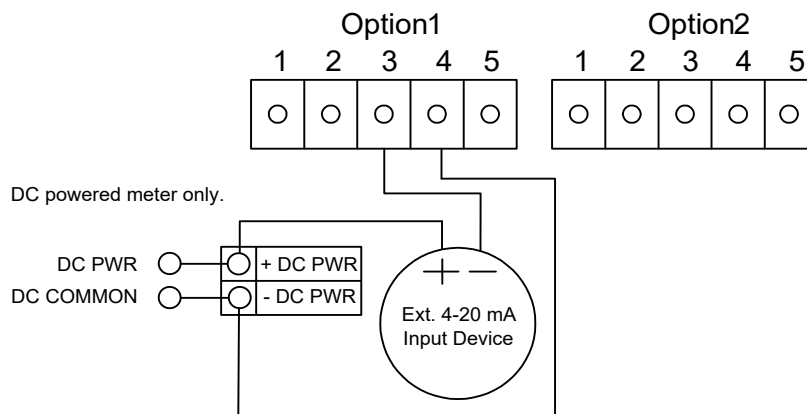 Option1 Option2
1 2 3 4 5 1 2 3 4 5
DC powered meter only.
DC PWR + DC PWR
DC COMMON - DC PWR
+ −
Ext. 4-20 mA
Input Device